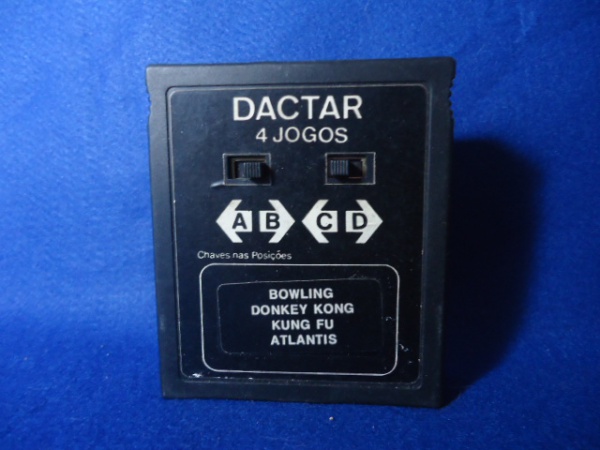 DACTAR
4 JOGOS
A B C D
Chaves nas Posições
BOWLING
DONKEY KONG
KUNG FU
ATLANTIS